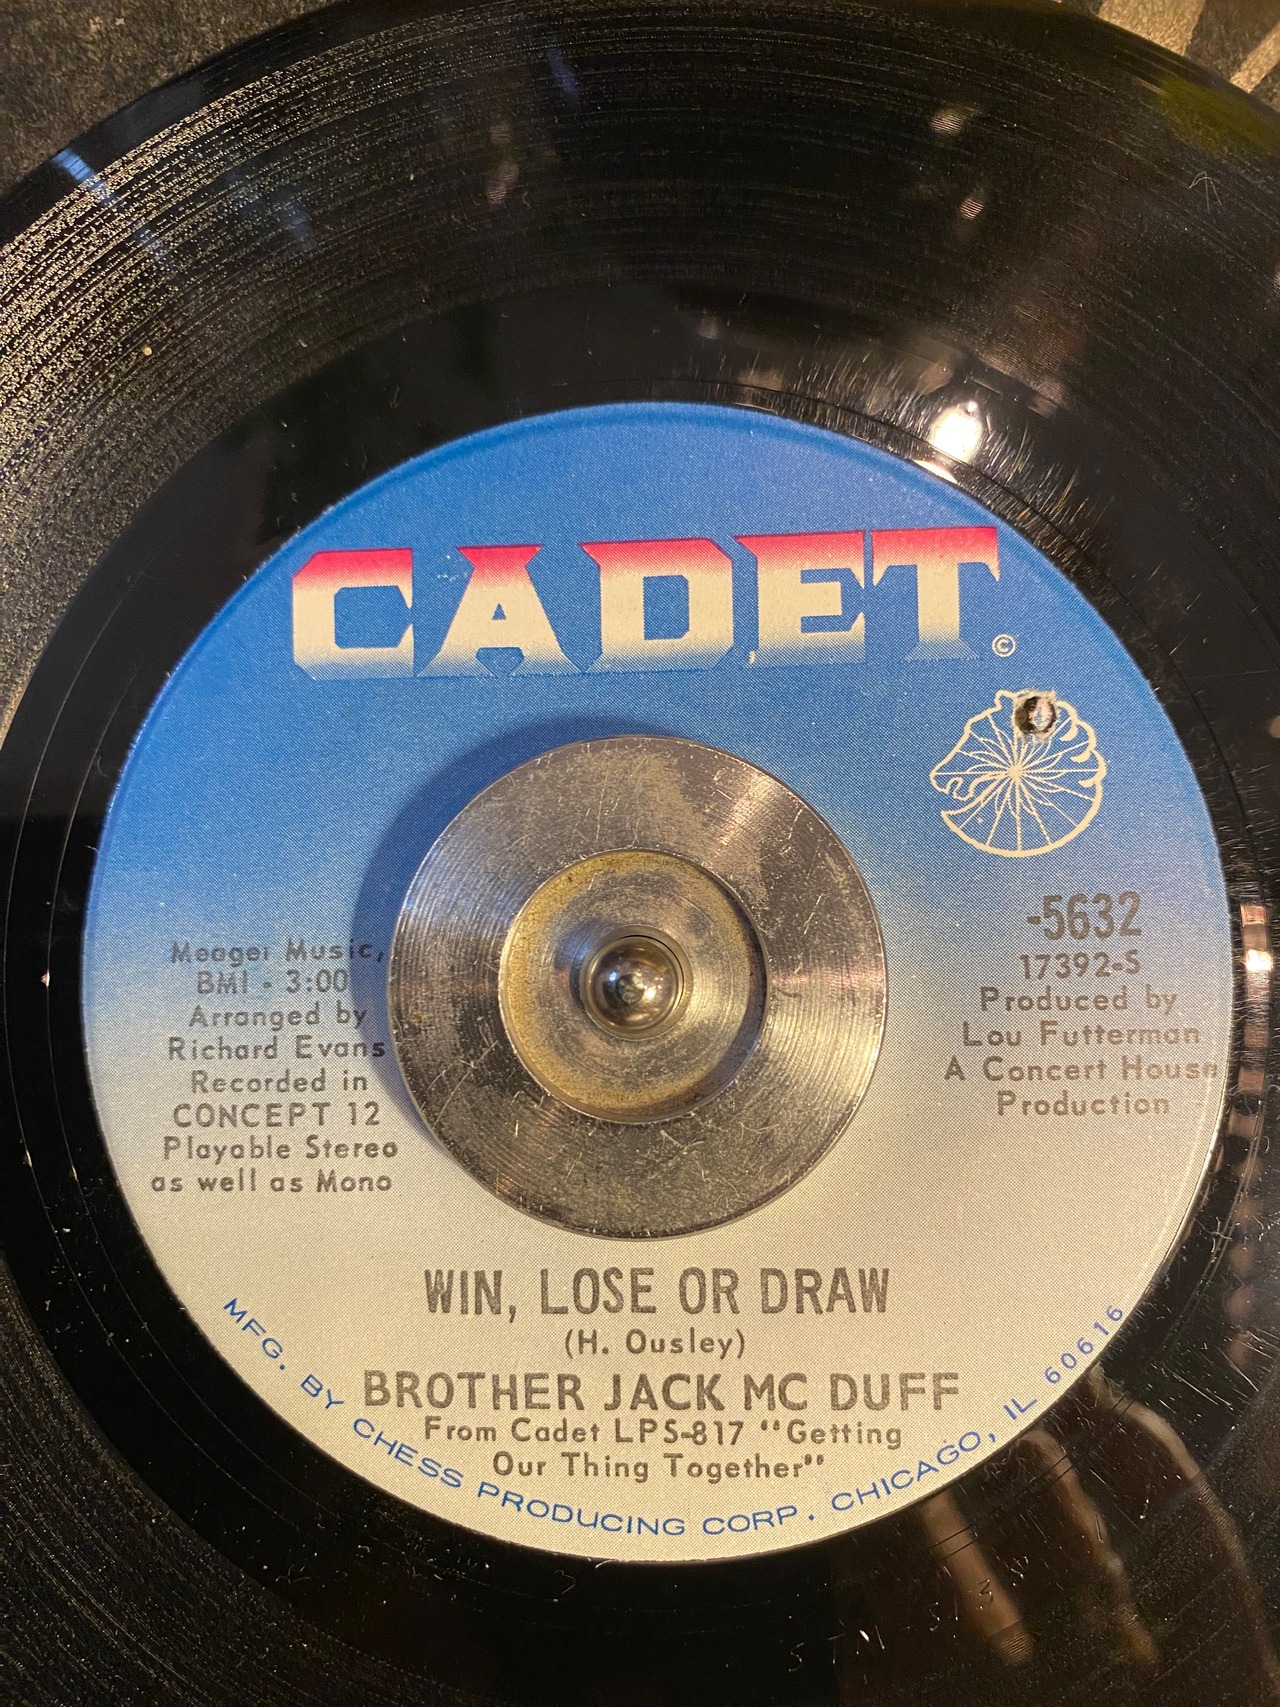 CADET
©
-5632
17392-S
Produced by
Lou Futterman
A Concert House
Production
Meager Music,
BMI - 3:00
Arranged by
Richard Evans
Recorded in
CONCEPT 12
Playable Stereo
as well as Mono
WIN, LOSE OR DRAW
(H. Ousley)
BROTHER JACK MC DUFF
From Cadet LPS-817 "Getting
Our Thing Together"
MFG. BY CHESS PRODUCING CORP. CHICAGO, IL 60616